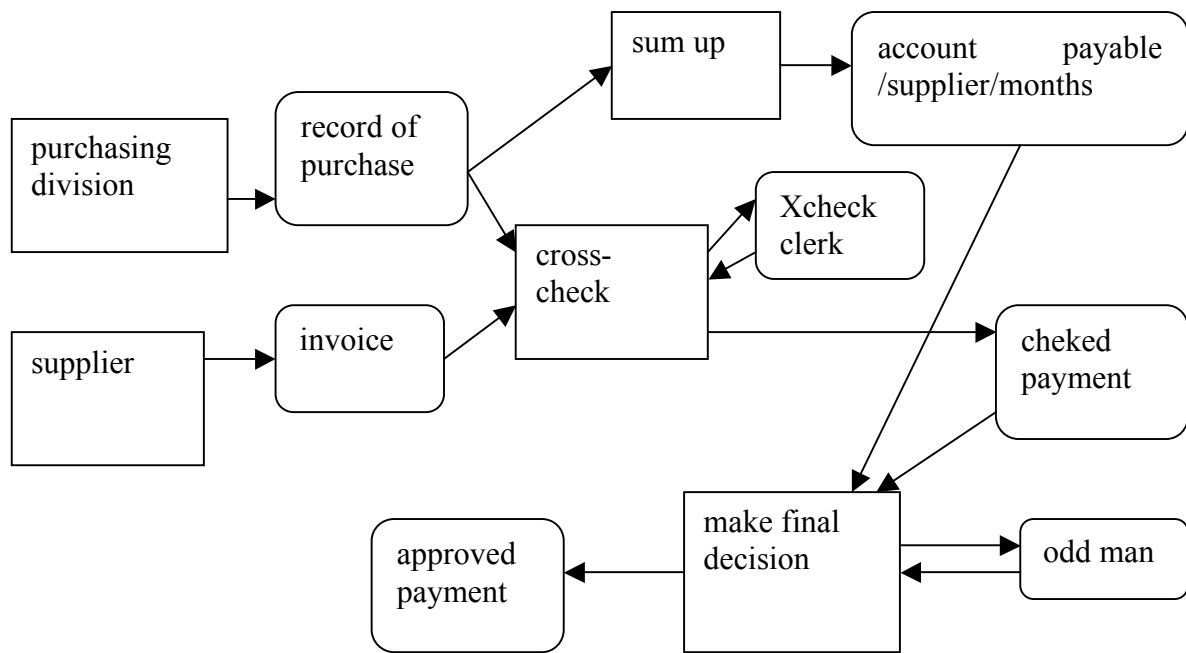 sum up
account payable
/supplier/months
purchasing
division
record of
purchase
Xcheck
clerk
cross-
check
supplier
invoice
cheked
payment
approved
payment
make final
decision
odd man